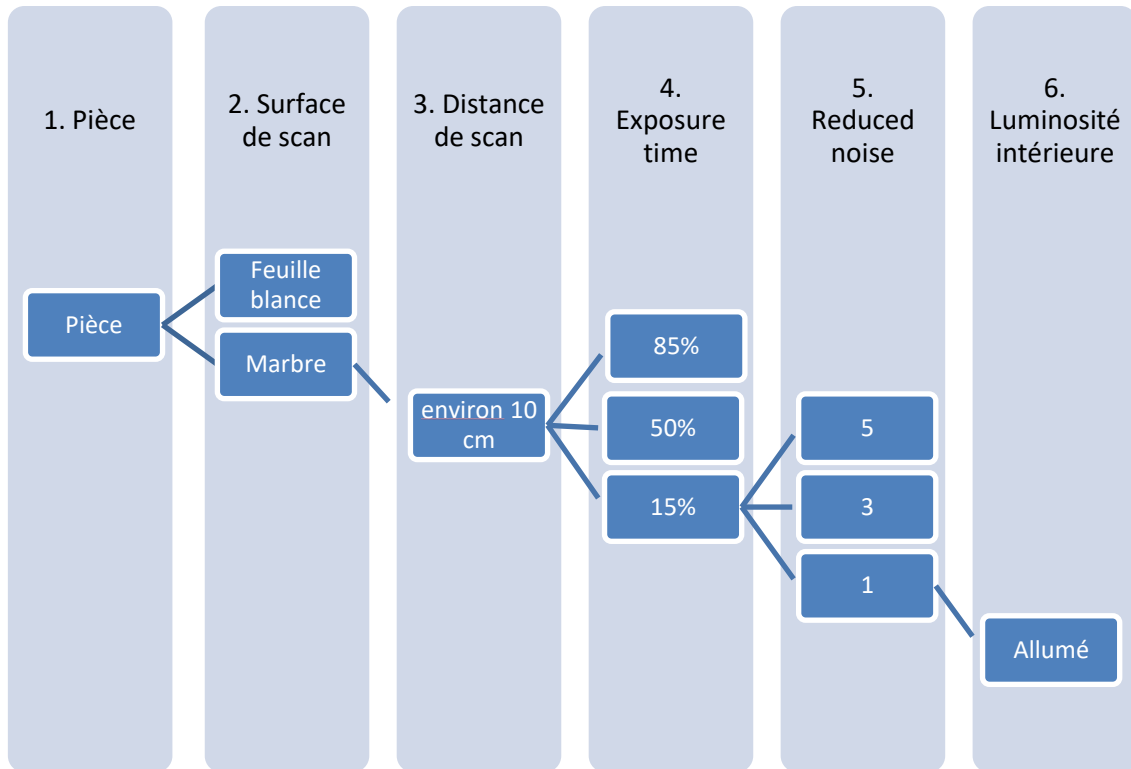 1. Pièce
2. Surface
de scan
3. Distance
de scan
4.
Exposure
time
5.
Reduced
noise
6.
Luminosité
intérieure
Pièce
Feuille
blance
Marbre
environ 10
cm
85%
50%
15%
5
3
1
Allumé